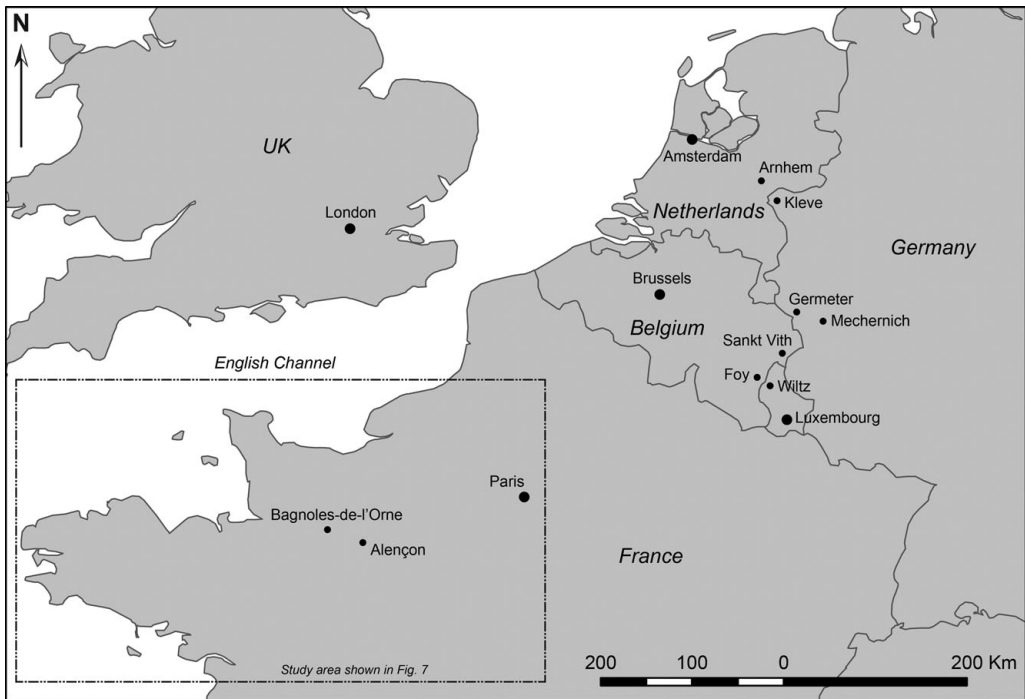 N
UK
Amsterdam
Arnhem
Kleve
London
Netherlands
Germany
Brussels
Germeter
Belgium
Mechernich
Sankt Vith
English Channel
Foy
Wiltz
Luxembourg
Paris
Bagnoles-de-l'Orne
Alençon
France
Study area shown in Fig. 7
200 100 0 200 Km